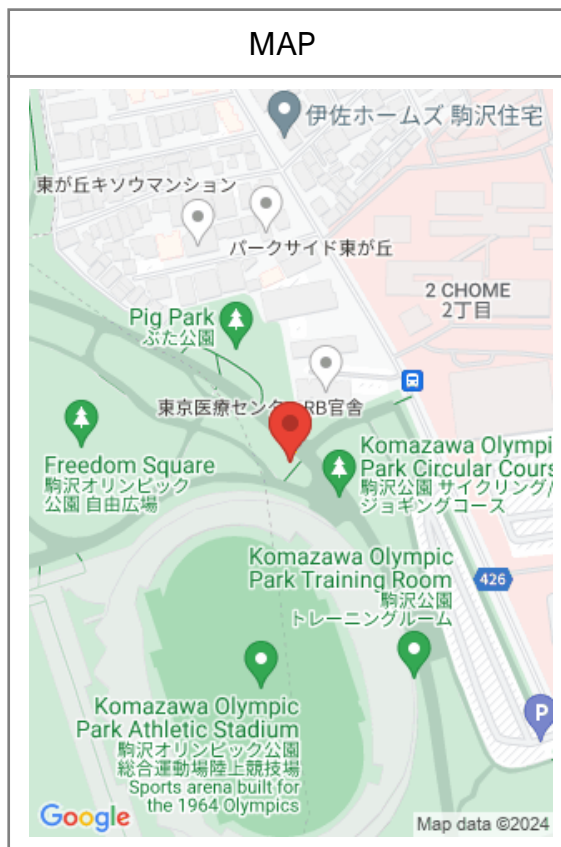 MAP
伊佐ホームズ 駒沢住宅
東が丘キソウマンション
パークサイド東が丘
2 CHOME
2丁目
Pig Park
ぶた公園
東京医療センターRB官舎
Freedom Square
駒沢オリンピック
公園 自由広場
Komazawa Olympi
Park Circular Cours
駒沢公園 サイクリング/
ジョギングコース
Komazawa Olympic
Park Training Room
駒沢公園
トレーニングルーム
426
Komazawa Olympic
Park Athletic Stadium
駒沢オリンピック公園
総合運動場陸上競技場
Sports arena built for
the 1964 Olympics
P
Google
Map data ©2024